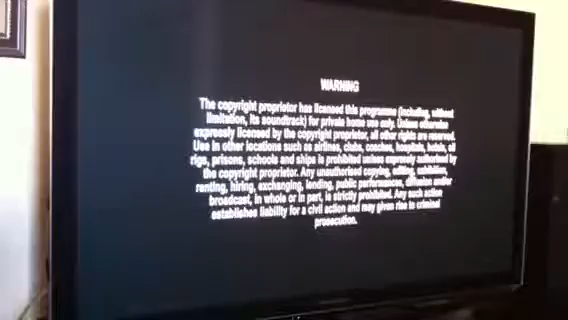 WARNING
The copyright proprietor has licensed this programme (including, without
limitation, its soundtrack) for private home use only. Unless otherwise
expressly licensed by the copyright proprietor, all other rights are reserved.
Use in other locations such as airlines, clubs, coaches, hospitals, hotels, oil
rigs, prisons, schools and ships is prohibited unless expressly authorised by
the copyright proprietor. Any unauthorised copying, editing, exhibition,
renting, hiring, exchanging, lending, public performance, diffusion and/or
broadcast, in whole or in part, is strictly prohibited. Any such action
establishes liability for a civil action and may given rise to criminal
prosecution.